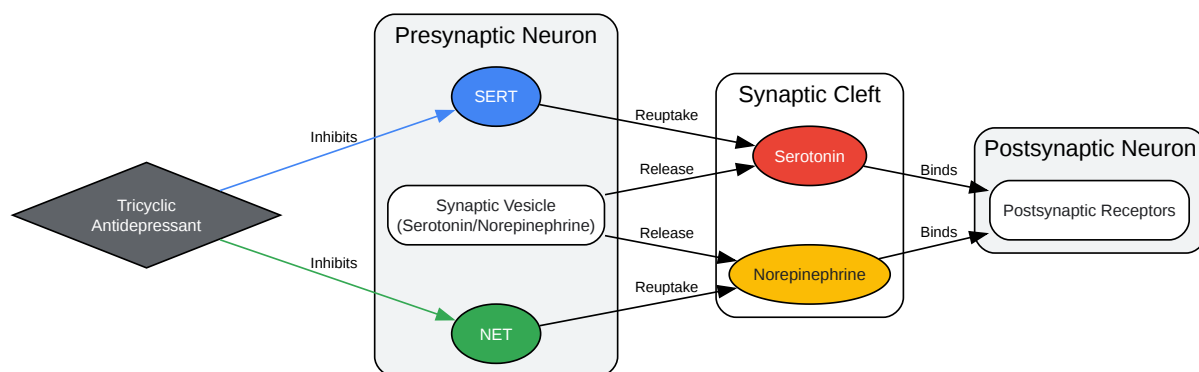 Presynaptic Neuron
SERT
Synaptic Cleft
Reuptake
Inhibits
Serotonin
Postsynaptic Neuron
Release
Binds
Tricyclic
Antidepressant
Synaptic Vesicle
(Serotonin/Norepinephrine)
Postsynaptic Receptors
Release
Binds
Inhibits
Norepinephrine
Reuptake
NET